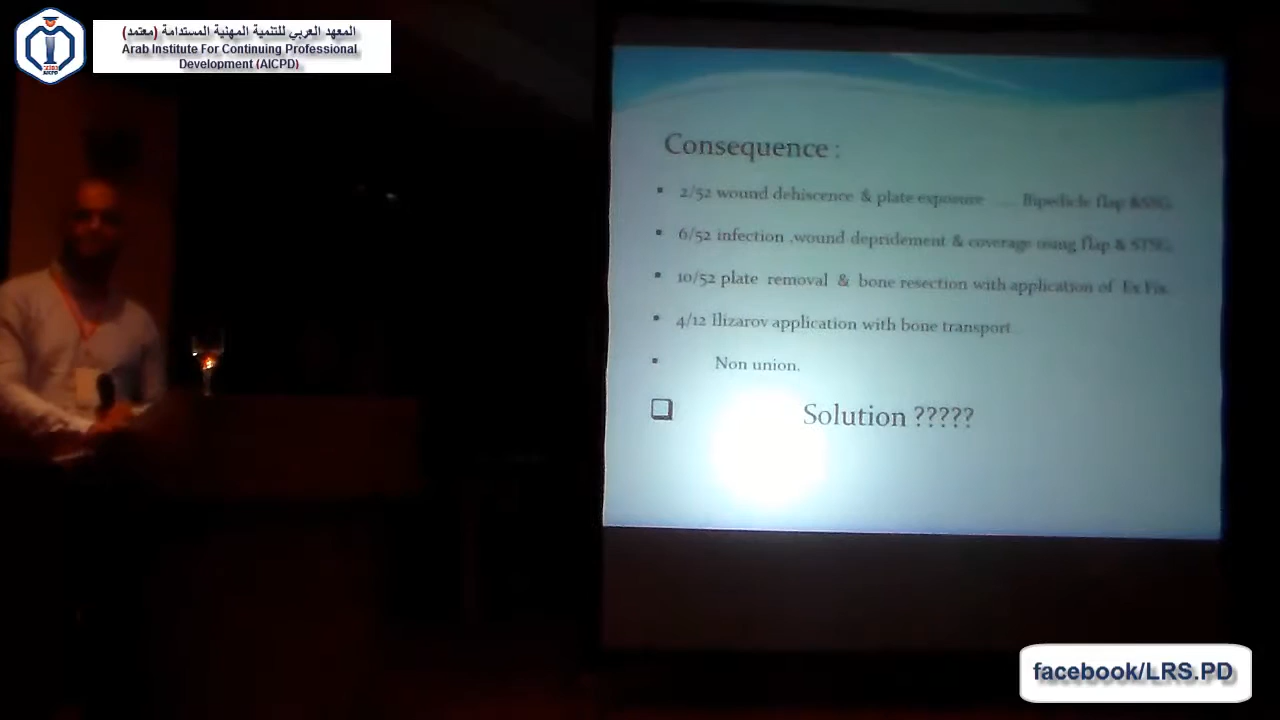 المعهد العربي للتنمية المهنية المستدامة (معتمد)
Arab Institute For Continuing Professional
Development (AICPD)
AICPD
Consequence :
2/52 wound dehiscence & plate exposure ..... Bipedicle flap &
6/52 infection ,wound depridement & coverage using flap & STSG
10/52 plate removal & bone resection with application of Ex Fix.
4/12 Ilizarov application with bone transport
Non union.
Solution ?????
facebook/LRS.PD